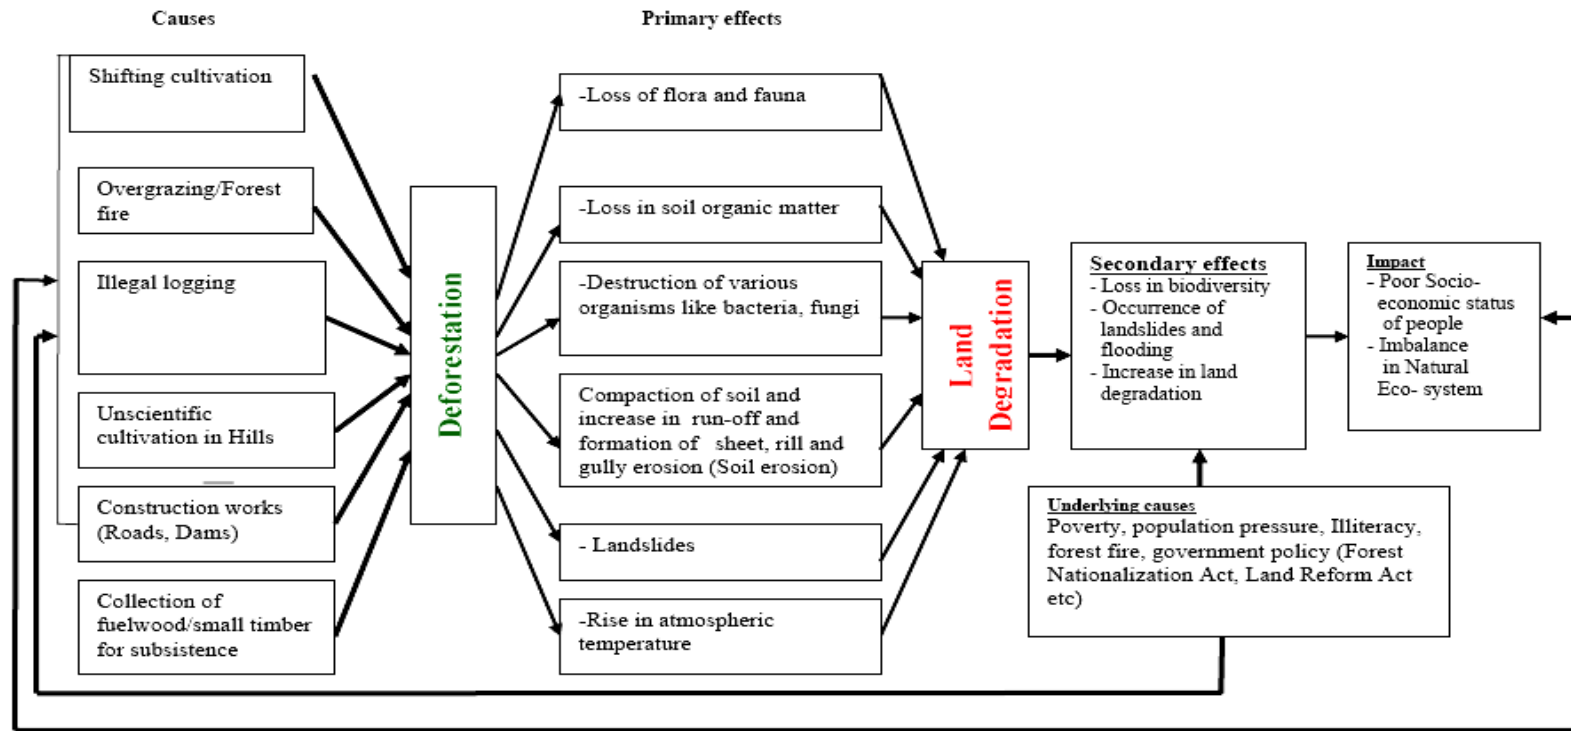 Causes
Primary effects
Shifting cultivation
Overgrazing/Forest
fire
Illegal logging
Unscientific
cultivation in Hills
Construction works
(Roads, Dams)
Collection of
fuelwood/small timber
for subsistence
Deforestation
-Loss of flora and fauna
-Loss in soil organic matter
-Destruction of various
organisms like bacteria, fungi
Compaction of soil and
increase in run-off and
formation of sheet, rill and
gully erosion (Soil erosion)
- Landslides
-Rise in atmospheric
temperature
Land
Degradation
Secondary effects
- Loss in biodiversity
- Occurrence of
landslides and
flooding
- Increase in land
degradation
Impact
- Poor Socio-
economic status
of people
- Imbalance
in Natural
Eco- system
Underlying causes
Poverty, population pressure, Illiteracy,
forest fire, government policy (Forest
Nationalization Act, Land Reform Act
etc)